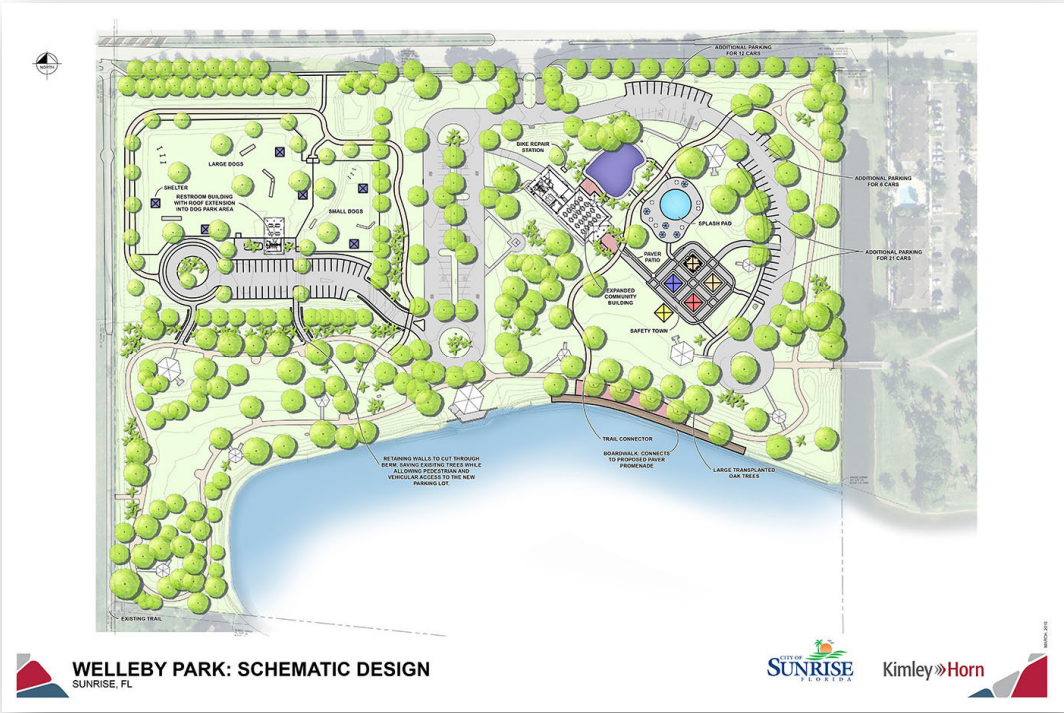 NORTH
ADDITIONAL PARKING
FOR 12 CARS
BIKE REPAIR
STATION
LARGE DOGS
ADDITIONAL PARKING
FOR 6 CARS
SHELTER
RESTROOM BUILDING
WITH ROOF EXTENSION
INTO DOG PARK AREA
SMALL DOGS
SPLASH PAD
PAVER
PATIO
ADDITIONAL PARKING
FOR 21 CARS
EXPANDED
COMMUNITY
BUILDING
SAFETY TOWN
TRAIL CONNECTOR
BOARDWALK: CONNECTS
TO PROPOSED PAVER
PROMENADE
LARGE TRANSPLANTED
OAK TREES
RETAINING WALLS TO CUT THROUGH
BERM, SAVING EXISITING TREES WHILE
ALLOWING PEDESTRIAN AND
VEHICULAR ACCESS TO THE NEW
PARKING LOT.
EXISTING TRAIL
WELLEBY PARK: SCHEMATIC DESIGN
SUNRISE, FL
CITY OF
SUNRISE
FLORIDA
Kimley»Horn